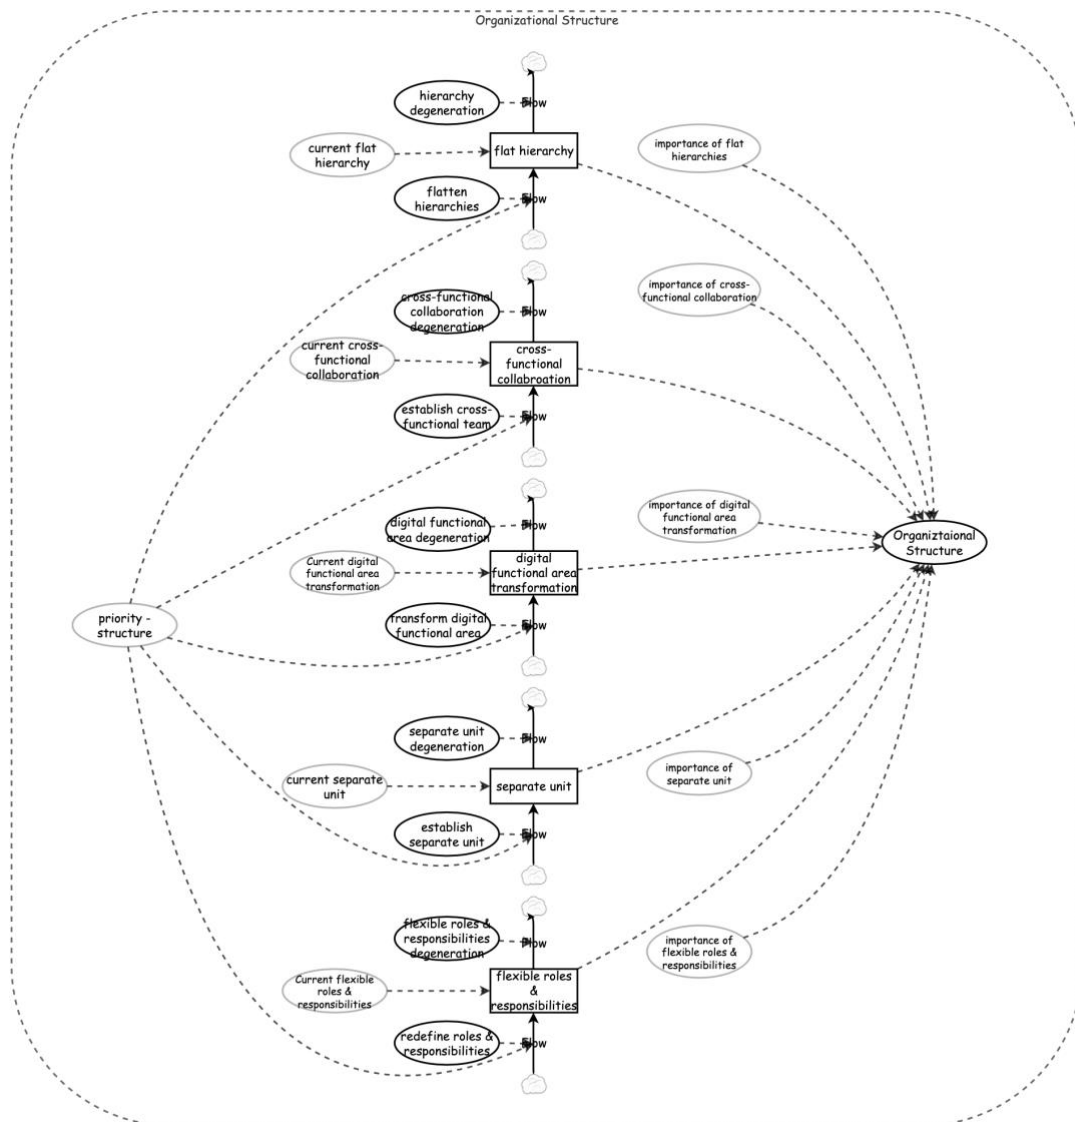 Organizational Structure
hierarchy
degeneration
Flow
current flat
hierarchy
flat hierarchy
importance of flat
hierarchies
flatten
hierarchies
Flow
cross-functional
collaboration
degeneration
Flow
importance of cross-
functional collaboration
current cross-
functional
collaboration
cross-
functional
collabroation
establish cross-
functional team
Flow
digital functional
area degeneration
Flow
importance of digital
functional area
transformation
Organiztaional
Structure
Current digital
functional area
transformation
digital
functional area
transformation
priority -
structure
transform digital
functional area
Flow
separate unit
degeneration
Flow
current separate
unit
separate unit
importance of
separate unit
establish
separate unit
Flow
flexible roles &
responsibilities
degeneration
Flow
importance of
flexible roles &
responsibilities
Current flexible
roles &
responsibilities
flexible roles
&
responsibilities
redefine roles &
responsibilities
Flow